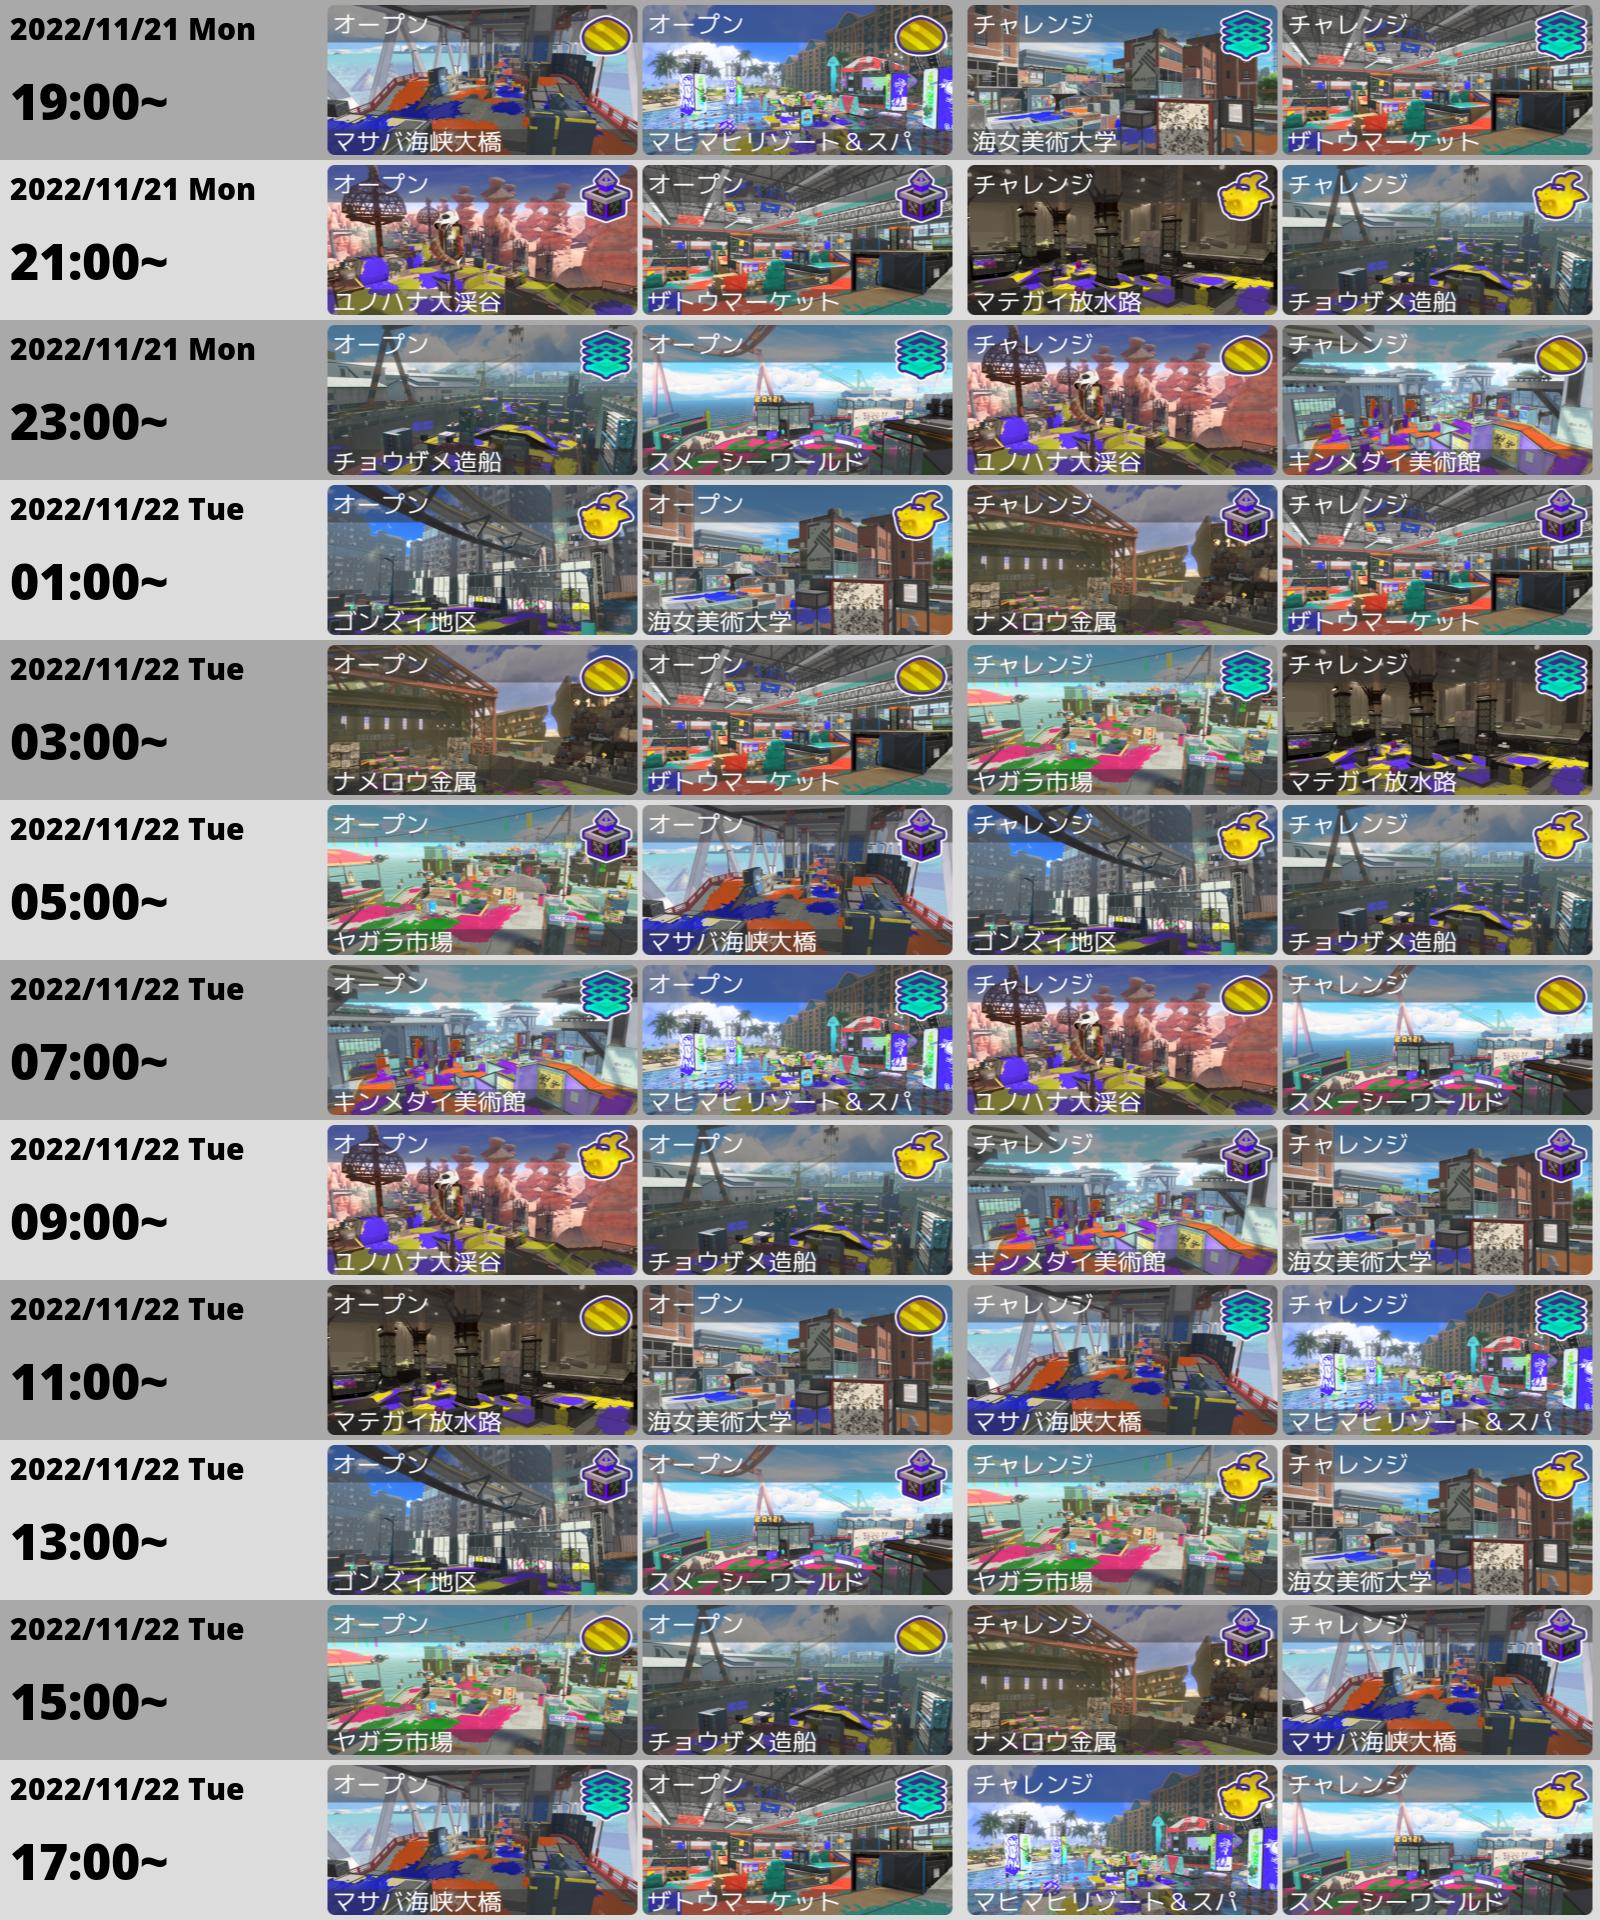 2022/11/21 Mon
19:00~
オープン
マサバ海峡大橋
オープン
マヒマヒリゾート＆スパ
チャレンジ
海女美術大学
チャレンジ
ザトウマーケット
2022/11/21 Mon
21:00~
オープン
ユノハナ大渓谷
オープン
ザトウマーケット
チャレンジ
マテガイ放水路
チャレンジ
チョウザメ造船
2022/11/21 Mon
23:00~
オープン
チョウザメ造船
オープン
スメーシーワールド
チャレンジ
ユノハナ大渓谷
チャレンジ
キンメダイ美術館
2022/11/22 Tue
01:00~
オープン
ゴンズイ地区
オープン
海女美術大学
チャレンジ
ナメロウ金属
チャレンジ
ザトウマーケット
2022/11/22 Tue
03:00~
オープン
ナメロウ金属
オープン
ザトウマーケット
チャレンジ
ヤガラ市場
チャレンジ
マテガイ放水路
2022/11/22 Tue
05:00~
オープン
ヤガラ市場
オープン
マサバ海峡大橋
チャレンジ
ゴンズイ地区
チャレンジ
チョウザメ造船
2022/11/22 Tue
07:00~
オープン
キンメダイ美術館
オープン
マヒマヒリゾート＆スパ
チャレンジ
ユノハナ大渓谷
チャレンジ
スメーシーワールド
2022/11/22 Tue
09:00~
オープン
ユノハナ大渓谷
オープン
チョウザメ造船
チャレンジ
キンメダイ美術館
チャレンジ
海女美術大学
2022/11/22 Tue
11:00~
オープン
マテガイ放水路
オープン
海女美術大学
チャレンジ
マサバ海峡大橋
チャレンジ
マヒマヒリゾート＆スパ
2022/11/22 Tue
13:00~
オープン
ゴンズイ地区
オープン
スメーシーワールド
チャレンジ
ヤガラ市場
チャレンジ
海女美術大学
2022/11/22 Tue
15:00~
オープン
ヤガラ市場
オープン
チョウザメ造船
チャレンジ
ナメロウ金属
チャレンジ
マサバ海峡大橋
2022/11/22 Tue
17:00~
オープン
マサバ海峡大橋
オープン
ザトウマーケット
チャレンジ
マヒマヒリゾート＆スパ
チャレンジ
スメーシーワールド